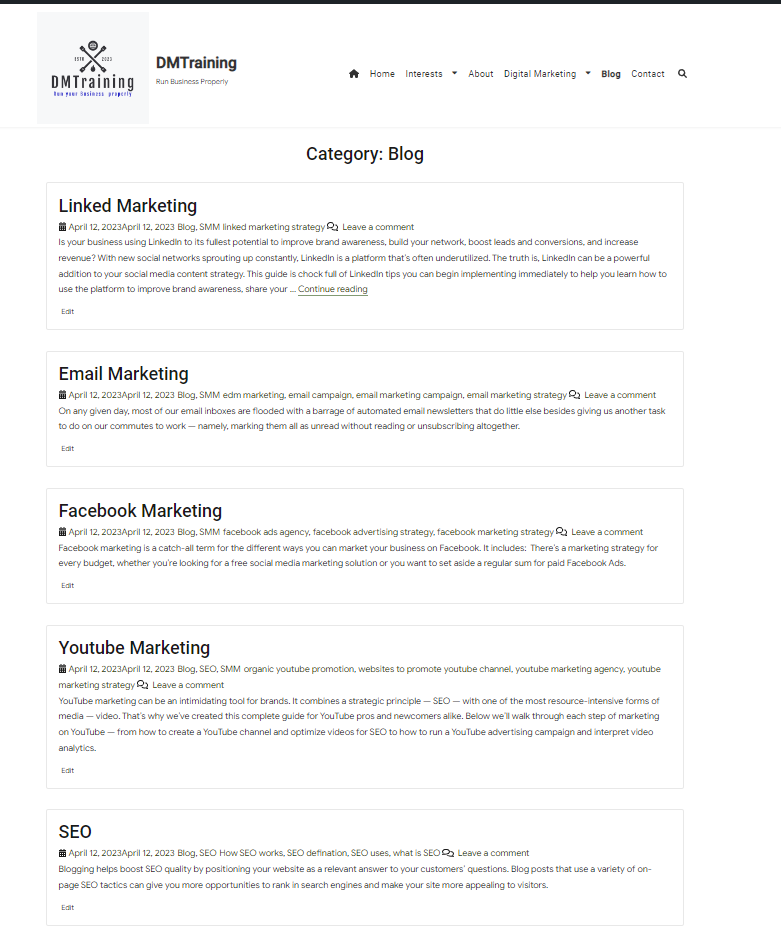 ESTD 2023
DMTraining
Run your Business properly
DMTraining
Run Business Properly
Home Interests About Digital Marketing Blog Contact
Category: Blog
Linked Marketing
April 12, 2023April 12, 2023 Blog, SMM linked marketing strategy Leave a comment
Is your business using LinkedIn to its fullest potential to improve brand awareness, build your network, boost leads and conversions, and increase
revenue? With new social networks sprouting up constantly, LinkedIn is a platform that's often underutilized. The truth is, LinkedIn can be a powerful
addition to your social media content strategy. This guide is chock full of LinkedIn tips you can begin implementing immediately to help you learn how to
use the platform to improve brand awareness, share your ... Continue reading
Edit
Email Marketing
April 12, 2023April 12, 2023 Blog, SMM edm marketing, email campaign, email marketing campaign, email marketing strategy Leave a comment
On any given day, most of our email inboxes are flooded with a barrage of automated email newsletters that do little else besides giving us another task
to do on our commutes to work — namely, marking them all as unread without reading or unsubscribing altogether.
Edit
Facebook Marketing
April 12, 2023April 12, 2023 Blog, SMM facebook ads agency, facebook advertising strategy, facebook marketing strategy Leave a comment
Facebook marketing is a catch-all term for the different ways you can market your business on Facebook. It includes: There's a marketing strategy for
every budget, whether you're looking for a free social media marketing solution or you want to set aside a regular sum for paid Facebook Ads.
Edit
Youtube Marketing
April 12, 2023April 12, 2023 Blog, SEO, SMM organic youtube promotion, websites to promote youtube channel, youtube marketing agency, youtube
marketing strategy Leave a comment
YouTube marketing can be an intimidating tool for brands. It combines a strategic principle — SEO — with one of the most resource-intensive forms of
media — video. That's why we've created this complete guide for YouTube pros and newcomers alike. Below we'll walk through each step of marketing
on YouTube — from how to create a YouTube channel and optimize videos for SEO to how to run a YouTube advertising campaign and interpret video
analytics.
Edit
SEO
April 12, 2023April 12, 2023 Blog, SEO How SEO works, SEO defination, SEO uses, what is SEO Leave a comment
Blogging helps boost SEO quality by positioning your website as a relevant answer to your customers' questions. Blog posts that use a variety of on-
page SEO tactics can give you more opportunities to rank in search engines and make your site more appealing to visitors.
Edit